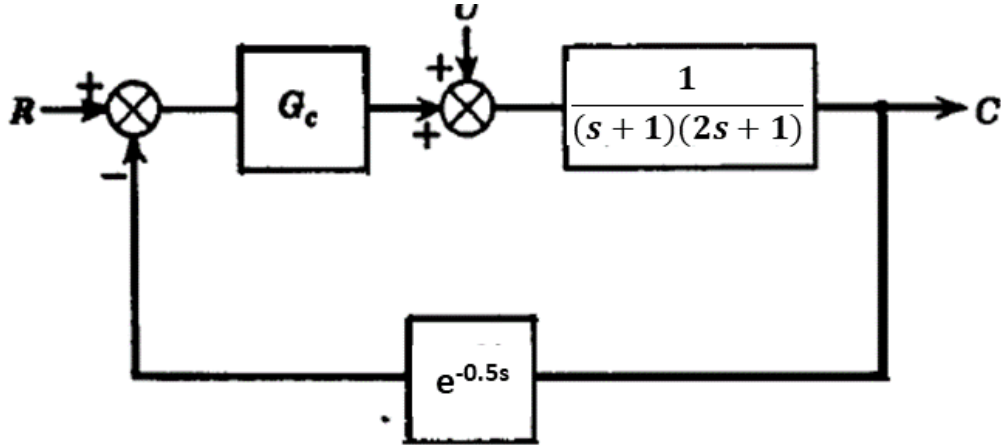 U
+
+
R
G_c
1
(s + 1)(2s + 1)
C
+
−
e^{-0.5s}